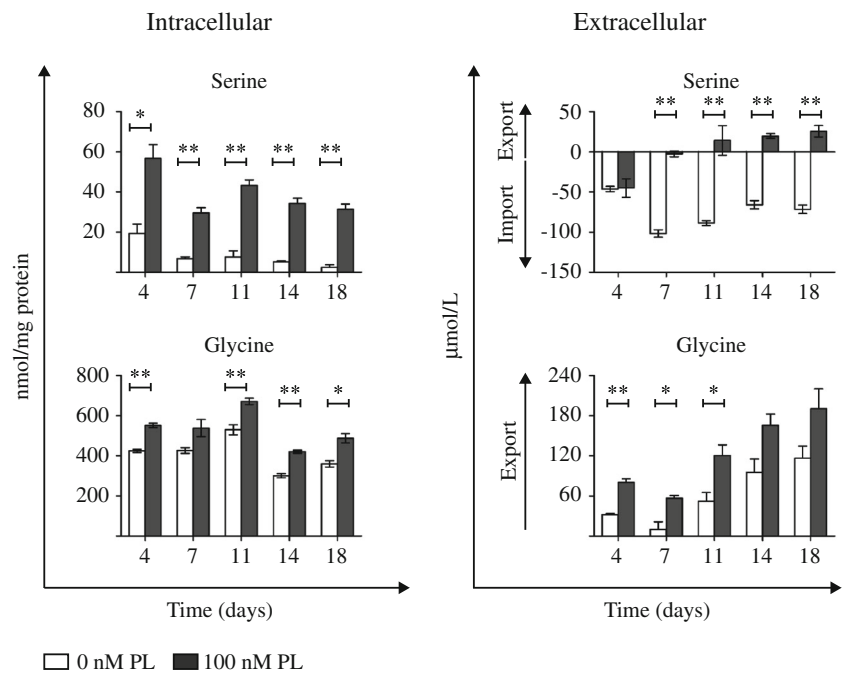 Intracellular
Extracellular
nmol/mg protein
Serine
80
60
40
20
*
**
**
**
**
4 7 11 14 18
Glycine
800
600
400
200
**
**
**
*
4 7 11 14 18
Time (days)
µmol/L
Serine
Export
Import
50
0
-50
-100
-150
**
**
**
**
4 7 11 14 18
Glycine
Export
240
180
120
60
**
*
*
4 7 11 14 18
Time (days)
0 nM PL
100 nM PL